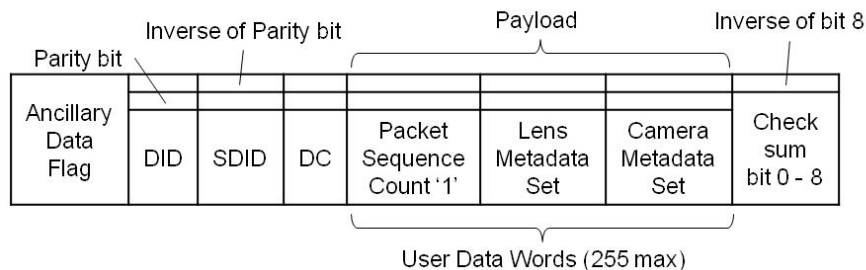 Payload
Inverse of bit 8
Inverse of Parity bit
Parity bit
Ancillary
Data
Flag
DID
SDID
DC
Packet
Sequence
Count ‘1’
Lens
Metadata
Set
Camera
Metadata
Set
Check
sum
bit 0 - 8
User Data Words (255 max)